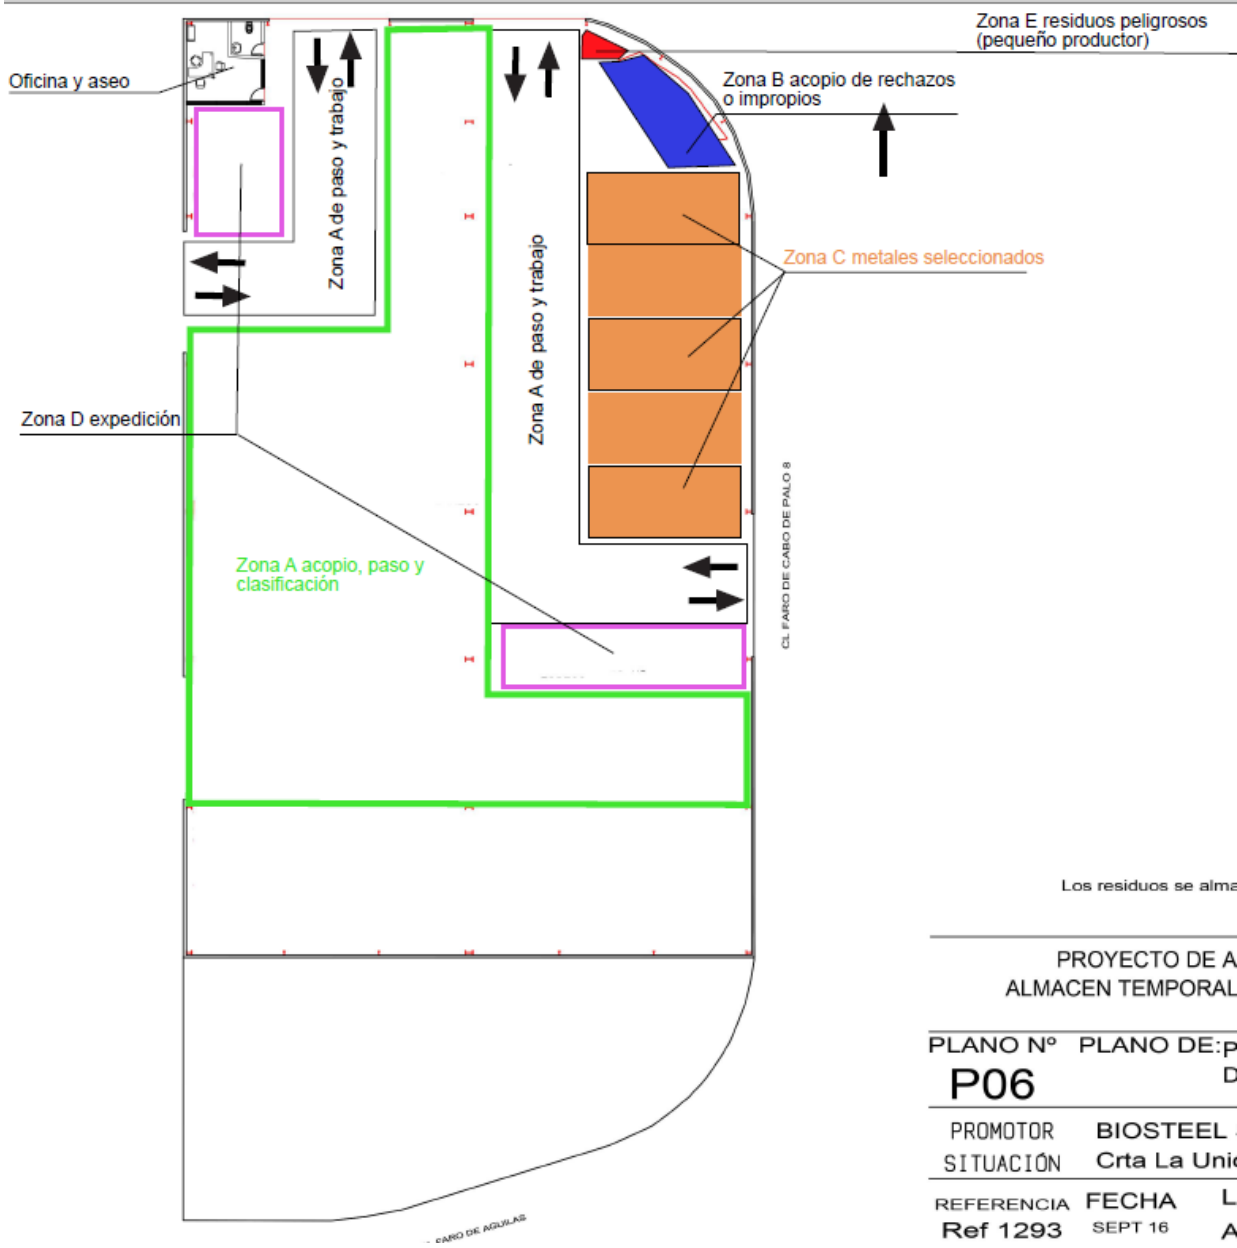 Zona E residuos peligrosos
(pequeño productor)
Oficina y aseo
Zona B acopio de rechazos
o impropios
Zona A de paso y trabajo
Zona A de paso y trabajo
Zona C metales seleccionados
Zona D expedición
Zona A acopio, paso y
clasificación
CL FARO DE CABO DE PALO 8
Los residuos se alma
PROYECTO DE A
ALMACEN TEMPORAL
PLANO Nº PLANO DE: P
P06 D
PROMOTOR BIOSTEEL
SITUACIÓN Crta La Unió
REFERENCIA FECHA L
Ref 1293 SEPT 16 A
FARO DE AGUILAS